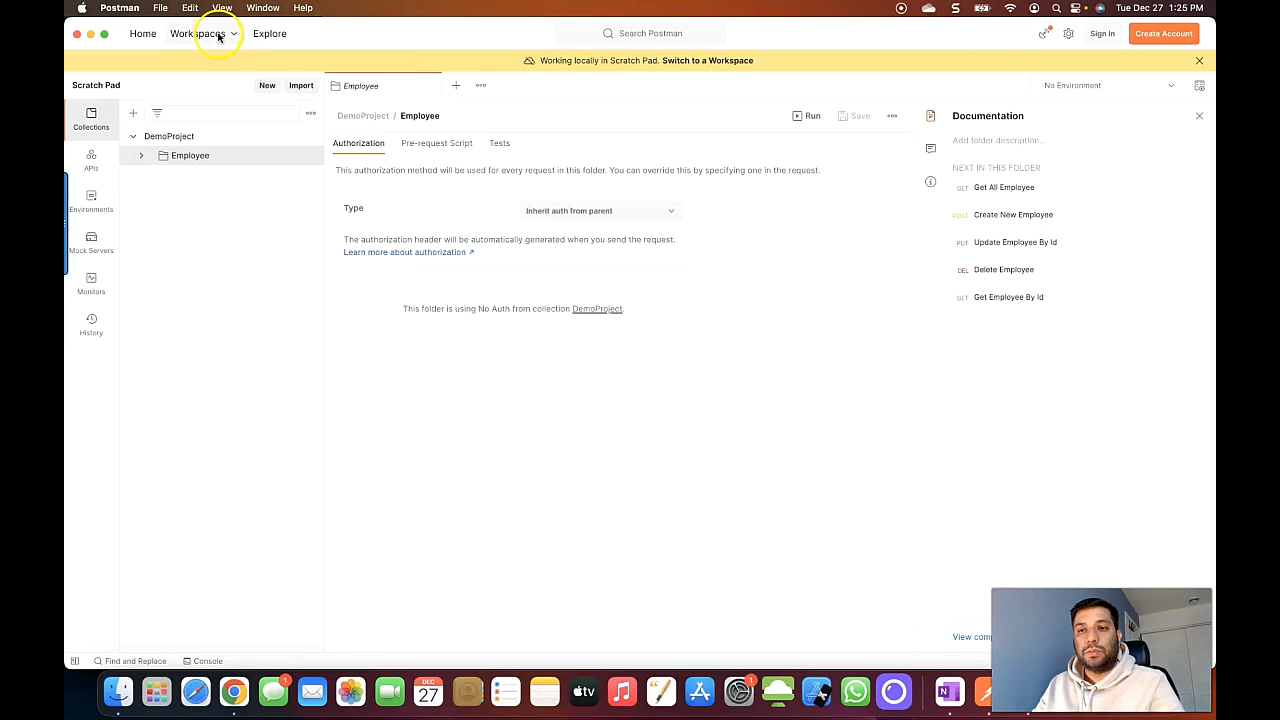 Postman File Edit View Window Help Tue Dec 27 1:25 PM
Home Workspaces Explore Search Postman Sign In Create Account
Working locally in Scratch Pad. Switch to a Workspace
Scratch Pad New Import Employee No Environment
Collections
DemoProject
Employee
APIs
Environments
Mock Servers
Monitors
History
DemoProject / Employee Run Save
Authorization Pre-request Script Tests
This authorization method will be used for every request in this folder. You can override this by specifying one in the request.
Type Inherit auth from parent
The authorization header will be automatically generated when you send the request.
Learn more about authorization ↗
This folder is using No Auth from collection DemoProject.
Documentation
Add folder description...
NEXT IN THIS FOLDER
GET Get All Employee
POST Create New Employee
PUT Update Employee By Id
DEL Delete Employee
GET Get Employee By Id
View com
Find and Replace Console
1
DEC
27
tv
1
N